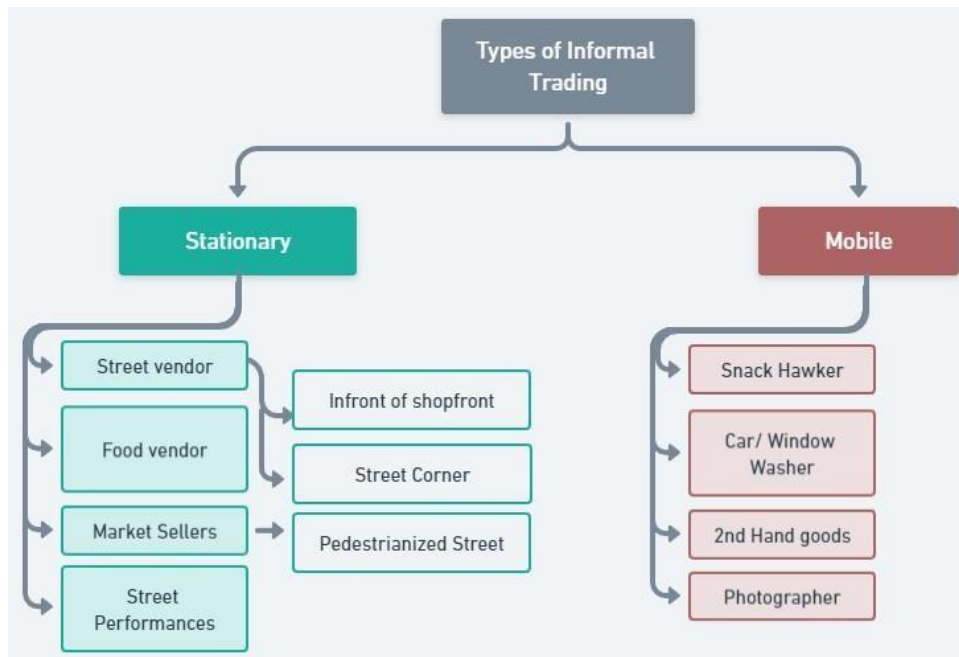 Types of Informal
Trading
Stationary
Mobile
Street vendor
Infront of shopfront
Food vendor
Street Corner
Market Sellers
Pedestrianized Street
Street
Performances
Snack Hawker
Car/ Window
Washer
2nd Hand goods
Photographer